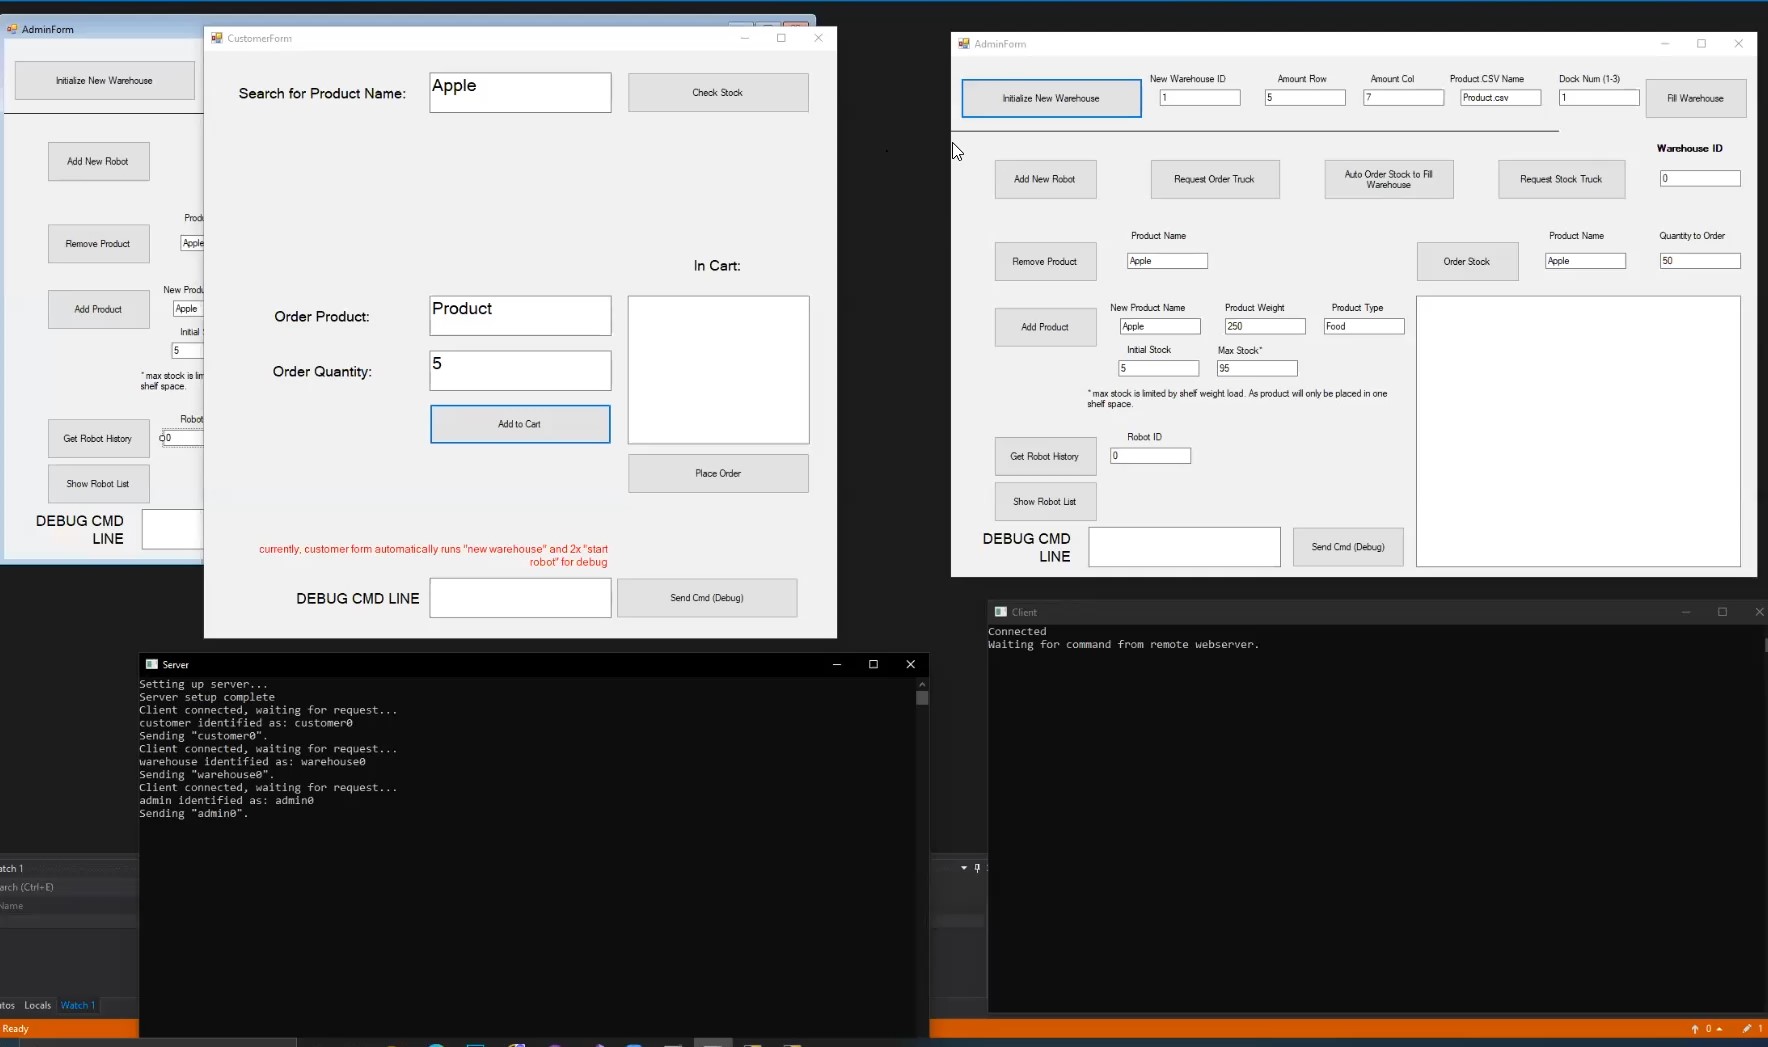 AdminForm
Initialize New Warehouse
Add New Robot
Remove Product
Apple
Add Product
Apple
5
* max stock is
shelf space.
Get Robot History
Robot
0
Show Robot List
DEBUG CMD
LINE
CustomerForm
Search for Product Name:
Apple
Check Stock
In Cart:
Order Product:
Product
Order Quantity:
5
Add to Cart
Place Order
currently, customer form automatically runs "new warehouse" and 2x "start
robot" for debug
DEBUG CMD LINE
Send Cmd (Debug)
AdminForm
Initialize New Warehouse
New Warehouse ID
1
Amount Row
5
Amount Col
7
Product.CSV Name
Product.csv
Dock Num (1-3)
1
Fill Warehouse
Warehouse ID
Add New Robot
Request Order Truck
Auto Order Stock to Fill
Warehouse
Request Stock Truck
0
Remove Product
Product Name
Apple
Order Stock
Product Name
Apple
Quantity to Order
50
Add Product
New Product Name
Apple
Product Weight
250
Product Type
Food
Initial Stock
5
Max Stock*
95
* max stock is limited by shelf weight load. As product will only be placed in one
shelf space.
Get Robot History
Robot ID
0
Show Robot List
DEBUG CMD
LINE
Send Cmd (Debug)
Server
Setting up server...
Server setup complete
Client connected, waiting for request...
customer identified as: customer0
Sending "customer0".
Client connected, waiting for request...
warehouse identified as: warehouse0
Sending "warehouse0".
Client connected, waiting for request...
admin identified as: admin0
Sending "admin0".
Client
Connected
Waiting for command from remote webserver.
atch 1
arch (Ctrl+E)
Name
utos Locals Watch 1
Ready
0
1